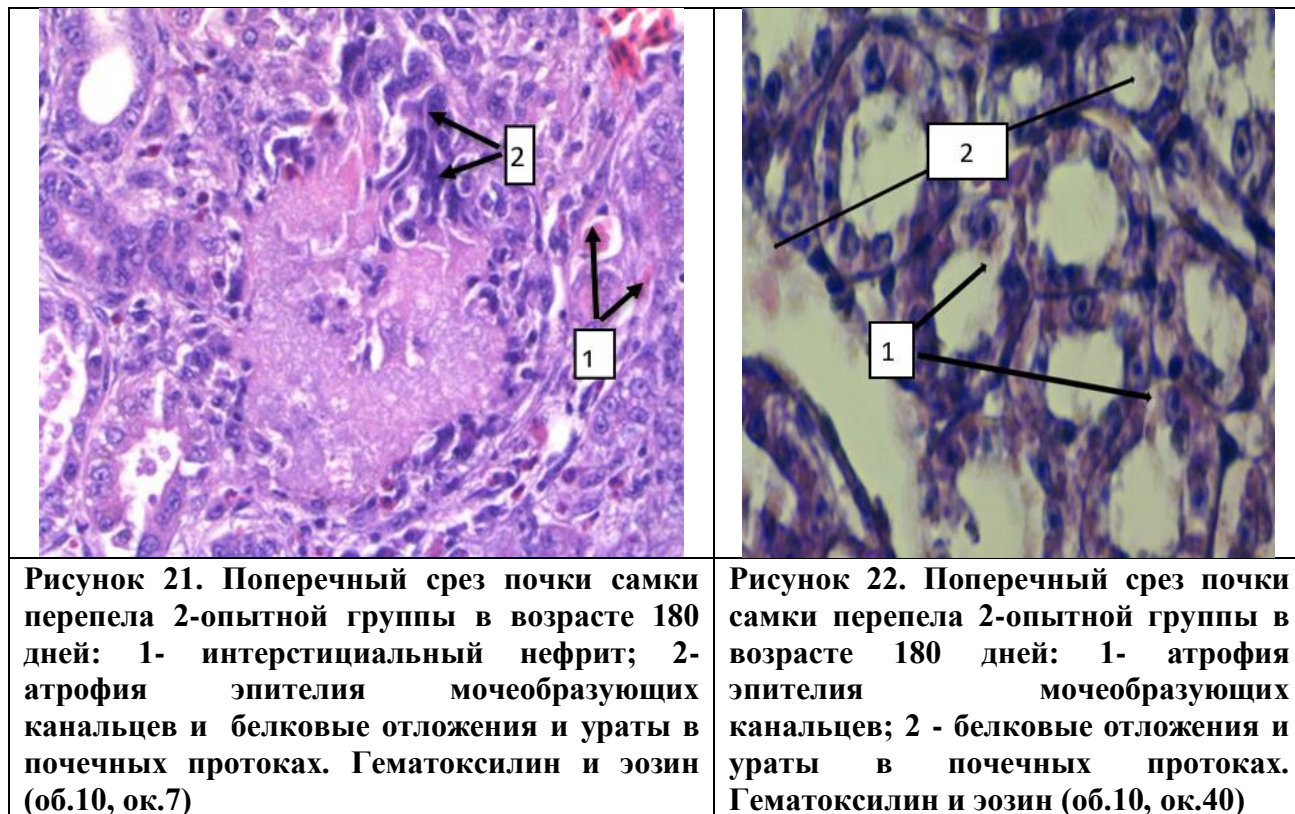 2
1
2
1
Рисунок 21. Поперечный срез почки самки
перепела 2-опытной группы в возрасте 180
дней: 1- интерстициальный нефрит; 2-
атрофия эпителия мочеобразующих
канальцев и белковые отложения и ураты в
почечных протоках. Гематоксилин и эозин
(об.10, ок.7)
Рисунок 22. Поперечный срез почки
самки перепела 2-опытной группы в
возрасте 180 дней: 1- атрофия
эпителия мочеобразующих
канальцев; 2 - белковые отложения и
ураты в почечных протоках.
Гематоксилин и эозин (об.10, ок.40)